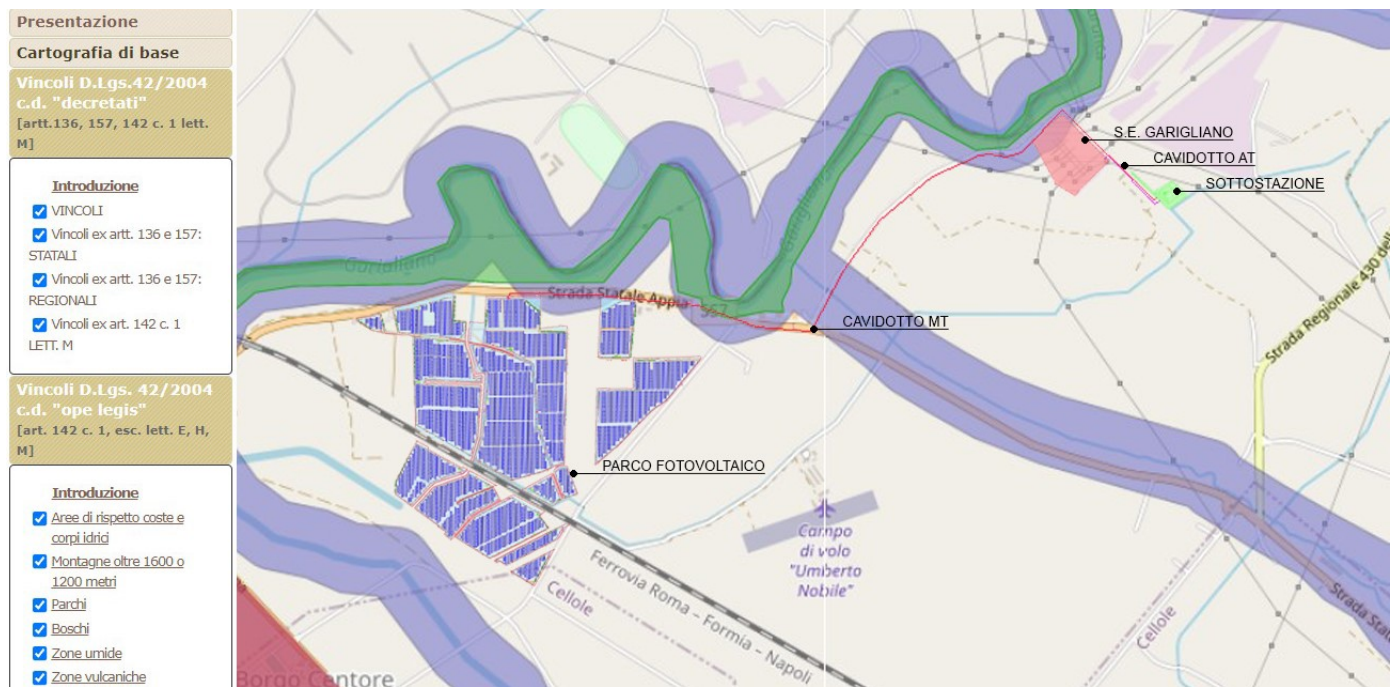 Presentazione
Cartografia di base
Vincoli D.Lgs.42/2004
c.d. "decretati"
[artt.136, 157, 142 c. 1 lett.
M]
Introduzione
VINCOLI
Vincoli ex artt. 136 e 157:
STATALI
Vincoli ex artt. 136 e 157:
REGIONALI
Vincoli ex art. 142 c. 1
LETT. M
Vincoli D.Lgs. 42/2004
c.d. "ope legis"
[art. 142 c. 1, esc. lett. E, H,
M]
Introduzione
Aree di rispetto coste e
corpi idrici
Montagne oltre 1600 o
1200 metri
Parchi
Boschi
Zone umide
Zone vulcaniche
S.E. GARIGLIANO
CAVIDOTTO AT
SOTTOSTAZIONE
Garigliano
Garigliano
Strada Statale Appia
SS7
CAVIDOTTO MT
Strada Regionale 430 della
PARCO FOTOVOLTAICO
Campo
di volo
"Umberto
Nobile"
Ferrovia Roma – Formia – Napoli
Cellole
Cellole
Strada Stat
Borgo Centore